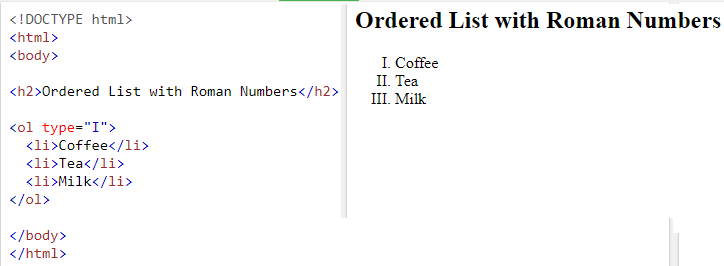 <!DOCTYPE html>
<html>
<body>
<h2>Ordered List with Roman Numbers</h2>
<ol type="I">
<li>Coffee</li>
<li>Tea</li>
<li>Milk</li>
</ol>
</body>
</html>
Ordered List with Roman Numbers
I. Coffee
II. Tea
III. Milk